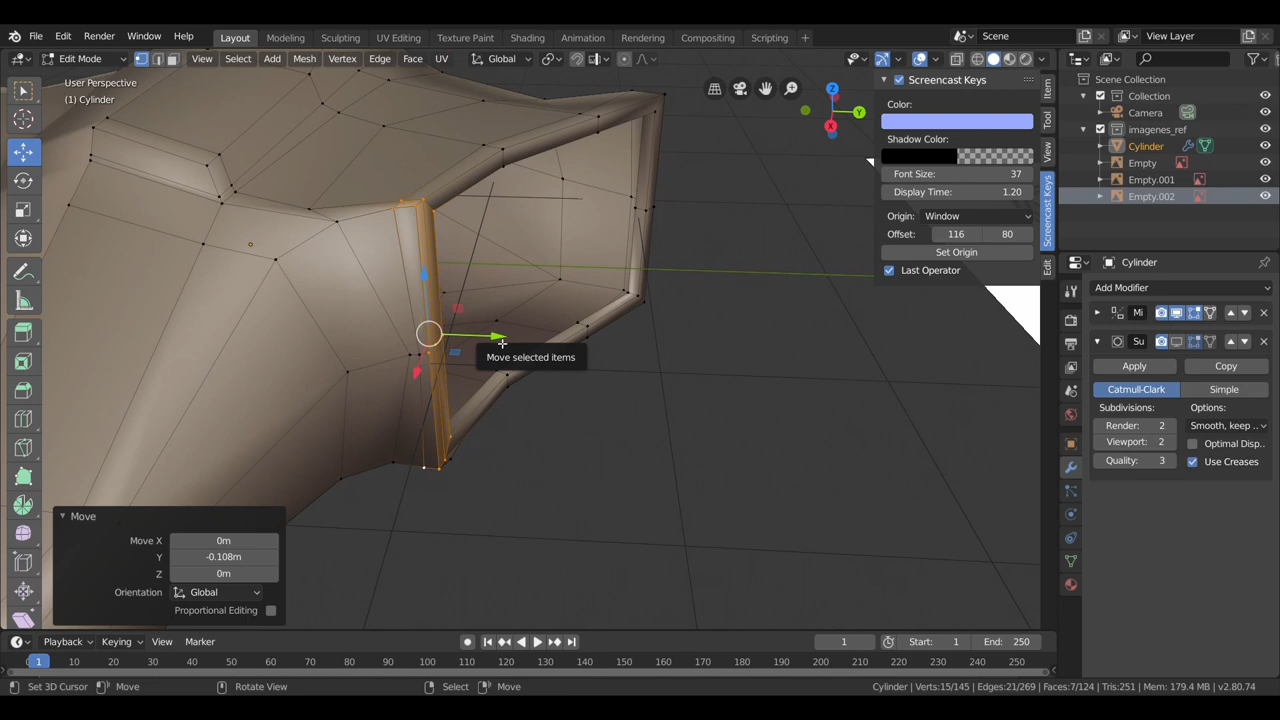 File Edit Render Window Help Layout Modeling Sculpting UV Editing Texture Paint Shading Animation Rendering Compositing Scripting + Scene View Layer
Edit Mode View Select Add Mesh Vertex Edge Face UV Global
User Perspective
(1) Cylinder
Z
Y
X
Screencast Keys
Color:
Shadow Color:
Font Size: 37
Display Time: 1.20
Origin: Window
Offset: 116 80
Set Origin
Last Operator
Item
Tool
View
Screencast Keys
Edit
Scene Collection
Collection
Camera
imagenes_ref
Cylinder
Empty
Empty.001
Empty.002
Cylinder
Add Modifier
Mi
Su
Apply Copy
Catmull-Clark Simple
Subdivisions: Options:
Render: 2 Smooth, keep ..
Viewport: 2 Optimal Disp..
Quality: 3 Use Creases
Move selected items
Move
Move X 0m
Y -0.108m
Z 0m
Orientation Global
Proportional Editing
Playback Keying View Marker 1 Start: 1 End: 250
1 10 20 30 40 50 60 70 80 90 100 110 120 130 140 150 160 170 180 190 200 210 220 230 240 250
Set 3D Cursor Move Rotate View Select Move Cylinder | Verts:15/145 | Edges:21/269 | Faces:7/124 | Tris:251 | Mem: 179.4 MB | v2.80.74